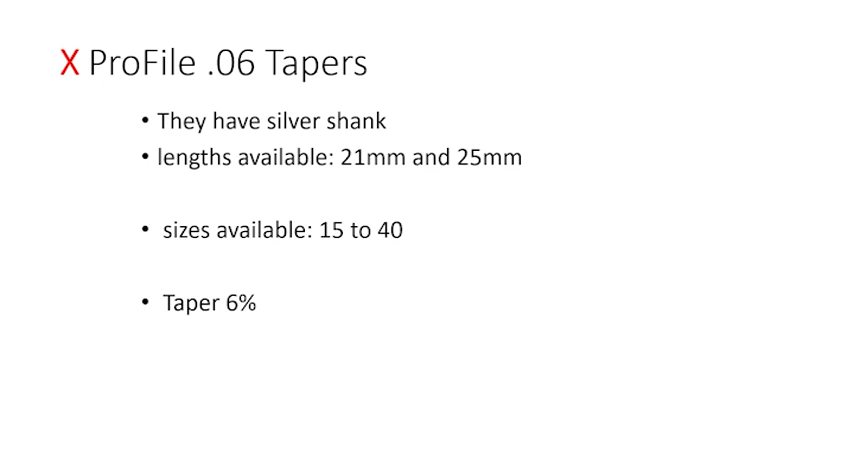 X ProFile .06 Tapers
• They have silver shank
• lengths available: 21mm and 25mm
• sizes available: 15 to 40
• Taper 6%